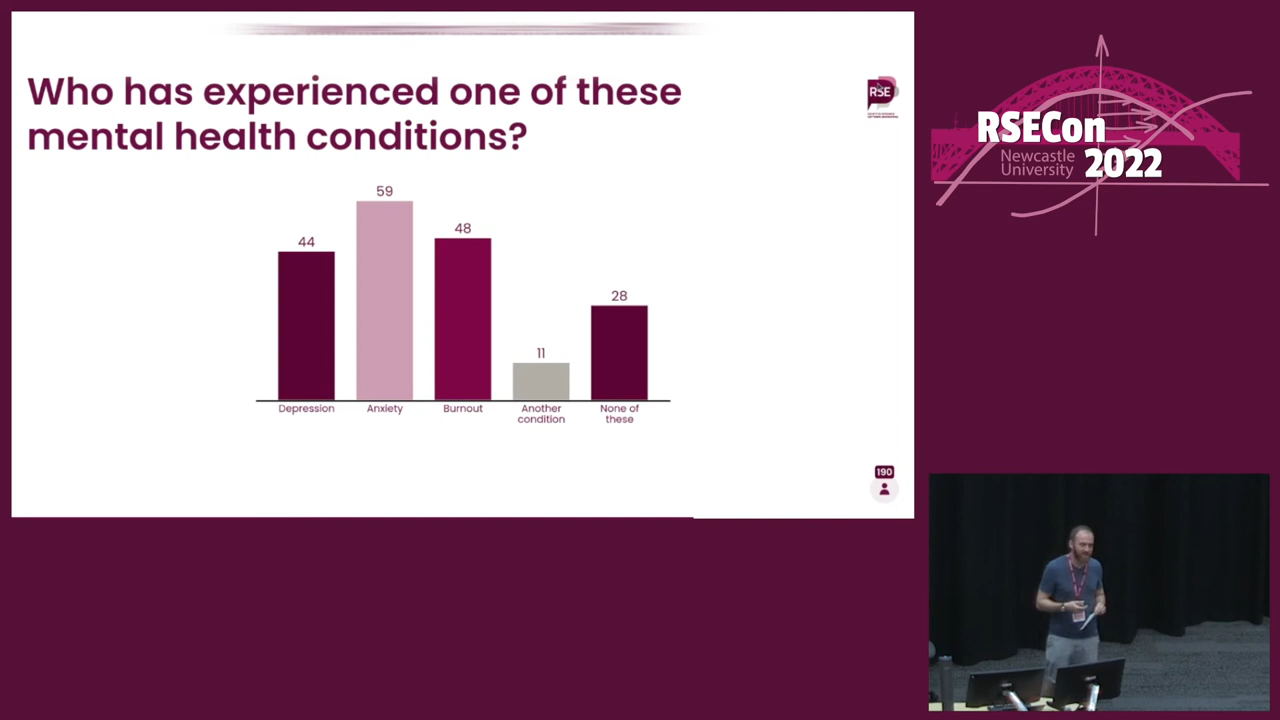 Who has experienced one of these
mental health conditions?
RSE
44
59
48
11
28
Depression
Anxiety
Burnout
Another
condition
None of
these
190
RSECon
Newcastle
University
2022